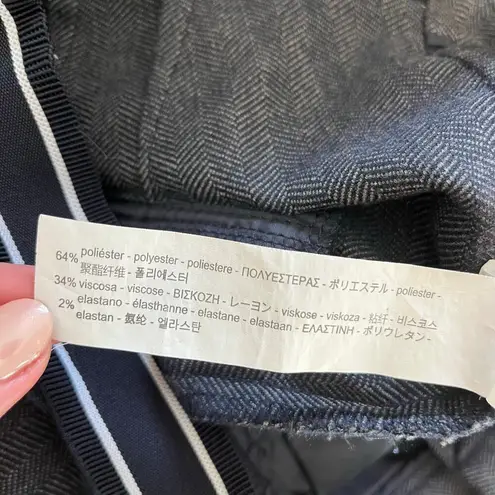 64% poliéster - polyester - poliestere - ΠΟΛΥΕΣΤΕΡΑΣ - ポリエステル - poliester -
聚酯纤维 - 폴리에스터
34% viscosa - viscose - ΒΙΣΚΟΖΗ - レーヨン - viskose - viskoza - 粘纤 - 비스코스
2% elastano - élasthanne - elastane - elastaan - ΕΛΑΣΤΙΝΗ - ポリウレタン -
elastan - 氨纶 - 엘라스탄